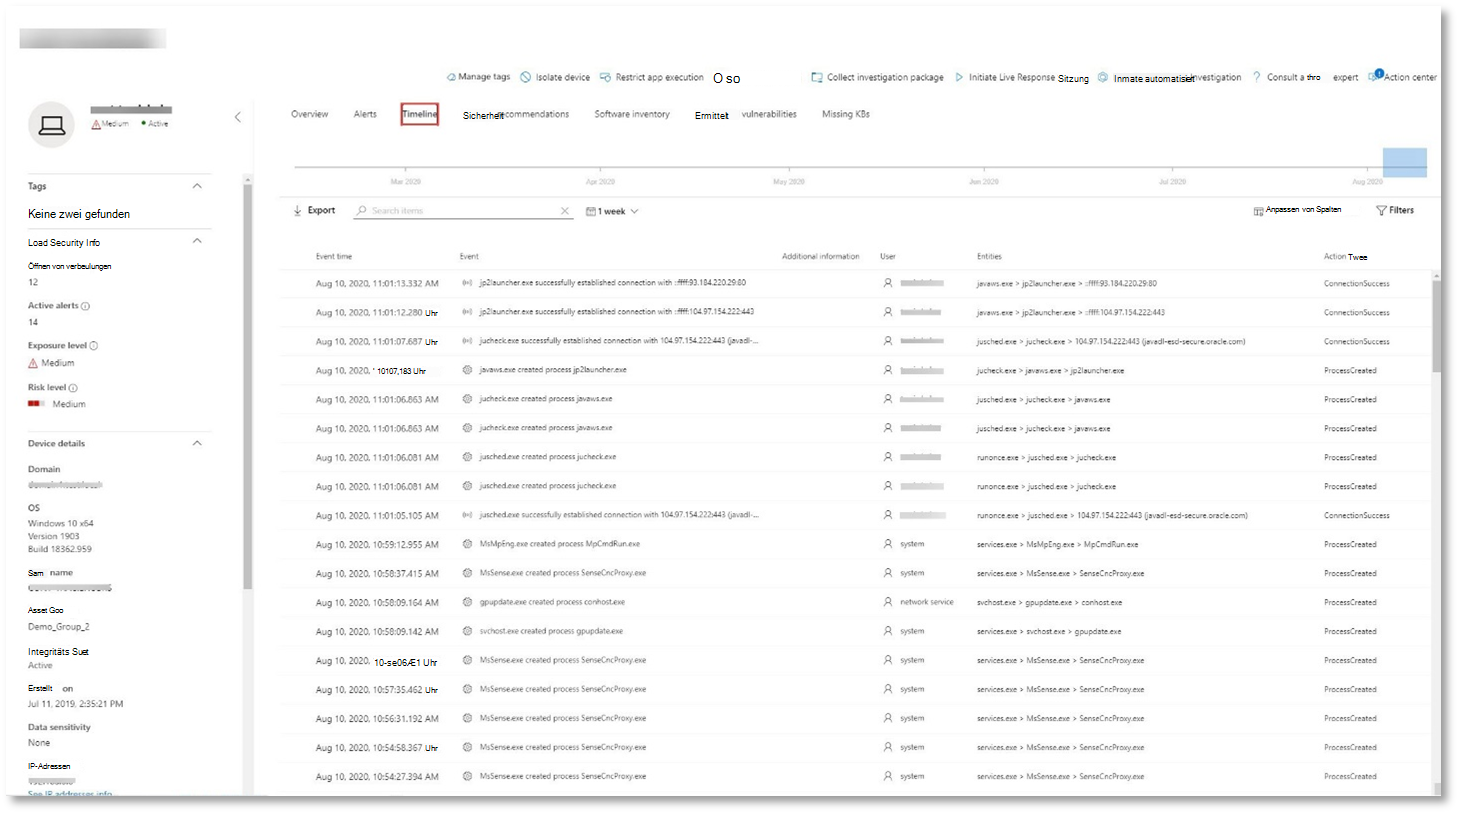 Manage tags Isolate device Restrict app execution O so Collect investigation package Initiate Live Response Sitzung Inmate automatisiert investigation Consult a thro expert Action center
Medium Active
Overview Alerts Timeline Sicherheit commendations Software inventory Ermittelt vulnerabilities Missing KBs
Mar 2020 Apr 2020 May 2020 Jun 2020 Jul 2020 Aug 2020
Tags
Keine zwei gefunden
Load Security Info
Öffnen von verbeulungen
12
Active alerts
14
Exposure level
Medium
Risk level
Medium
Device details
Domain
OS
Windows 10 x64
Version 1903
Build 18362.959
Sam name
Asset Goo
Demo_Group_2
Integritäts Suet
Active
Erstellt on
Jul 11, 2019, 2:35:21 PM
Data sensitivity
None
IP-Adressen
See IP addresses info
Export Search items 1 week Anpassen von Spalten Filters
Event time Event Additional information User Entities Action Twee
Aug 10, 2020, 11:01:13.332 AM jp2launcher.exe successfully established connection with ::ffff:93.184.220.29:80 javaws.exe > jp2launcher.exe > ::ffff:93.184.220.29:80 ConnectionSuccess
Aug 10, 2020, 11:01:12.280 Uhr jp2launcher.exe successfully established connection with ::ffff:104.97.154.222:443 javaws.exe > jp2launcher.exe > ::ffff:104.97.154.222:443 ConnectionSuccess
Aug 10, 2020, 11:01:07.687 Uhr jucheck.exe successfully established connection with 104.97.154.222:443 (javadl-... jusched.exe > jucheck.exe > 104.97.154.222:443 (javadl-esd-secure.oracle.com) ConnectionSuccess
Aug 10, 2020, ' 10107,183 Uhr javaws.exe created process jp2launcher.exe jucheck.exe > javaws.exe > jp2launcher.exe ProcessCreated
Aug 10, 2020, 11:01:06.863 AM jucheck.exe created process javaws.exe jusched.exe > jucheck.exe > javaws.exe ProcessCreated
Aug 10, 2020, 11:01:06.863 AM jucheck.exe created process javaws.exe jusched.exe > jucheck.exe > javaws.exe ProcessCreated
Aug 10, 2020, 11:01:06.081 AM jusched.exe created process jucheck.exe runonce.exe > jusched.exe > jucheck.exe ProcessCreated
Aug 10, 2020, 11:01:06.081 AM jusched.exe created process jucheck.exe runonce.exe > jusched.exe > jucheck.exe ProcessCreated
Aug 10, 2020, 11:01:05.105 AM jusched.exe successfully established connection with 104.97.154.222:443 (javadl-... runonce.exe > jusched.exe > 104.97.154.222:443 (javadl-esd-secure.oracle.com) ConnectionSuccess
Aug 10, 2020, 10:59:12.955 AM MsMpEng.exe created process MpCmdRun.exe system services.exe > MsMpEng.exe > MpCmdRun.exe ProcessCreated
Aug 10, 2020, 10:58:37.415 AM MsSense.exe created process SenseCncProxy.exe system services.exe > MsSense.exe > SenseCncProxy.exe ProcessCreated
Aug 10, 2020, 10:58:09.164 AM gpupdate.exe created process conhost.exe network service svchost.exe > gpupdate.exe > conhost.exe ProcessCreated
Aug 10, 2020, 10:58:09.142 AM svchost.exe created process gpupdate.exe system services.exe > svchost.exe > gpupdate.exe ProcessCreated
Aug 10, 2020, 10-se06Æ1 Uhr MsSense.exe created process SenseCncProxy.exe system services.exe > MsSense.exe > SenseCncProxy.exe ProcessCreated
Aug 10, 2020, 10:57:35.462 Uhr MsSense.exe created process SenseCncProxy.exe system services.exe > MsSense.exe > SenseCncProxy.exe ProcessCreated
Aug 10, 2020, 10:56:31.192 AM MsSense.exe created process SenseCncProxy.exe system services.exe > MsSense.exe > SenseCncProxy.exe ProcessCreated
Aug 10, 2020, 10:54:58.367 Uhr MsSense.exe created process SenseCncProxy.exe system services.exe > MsSense.exe > SenseCncProxy.exe ProcessCreated
Aug 10, 2020, 10:54:27.394 AM MsSense.exe created process SenseCncProxy.exe system services.exe > MsSense.exe > SenseCncProxy.exe ProcessCreated